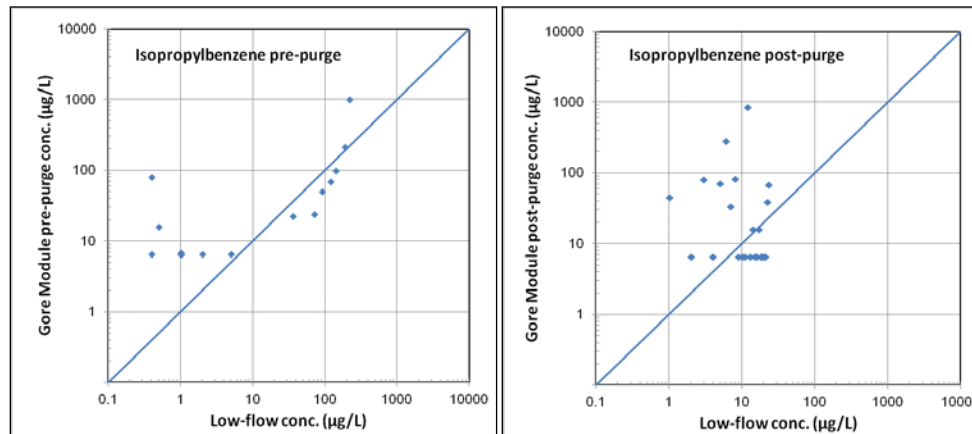 Isopropylbenzene pre-purge
Gore Module pre-purge conc. (µg/L)
10000
1000
100
10
1
0.1 1 10 100 1000 10000
Low-flow conc. (µg/L)
Isopropylbenzene post-purge
Gore Module post-purge conc. (µg/L)
10000
1000
100
10
1
0.1 1 10 100 1000 10000
Low-flow conc. (µg/L)